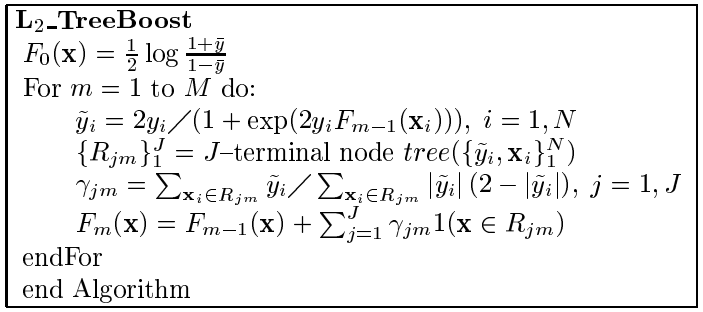 L₂_TreeBoost
F₀(x) = ½ log (1+ȳ)/(1−ȳ)
For m = 1 to M do:
ỹᵢ = 2yᵢ/(1 + exp(2yᵢFₘ₋₁(xᵢ))), i = 1, N
{Rⱼₘ}₁ᴶ = J–terminal node tree({ỹᵢ, xᵢ}₁ᴺ)
γⱼₘ = ∑_{xᵢ∈Rⱼₘ} ỹᵢ/ ∑_{xᵢ∈Rⱼₘ} |ỹᵢ| (2 − |ỹᵢ|), j = 1, J
Fₘ(x) = Fₘ₋₁(x) + ∑ⱼ₌₁ᴶ γⱼₘ1(x ∈ Rⱼₘ)
endFor
end Algorithm